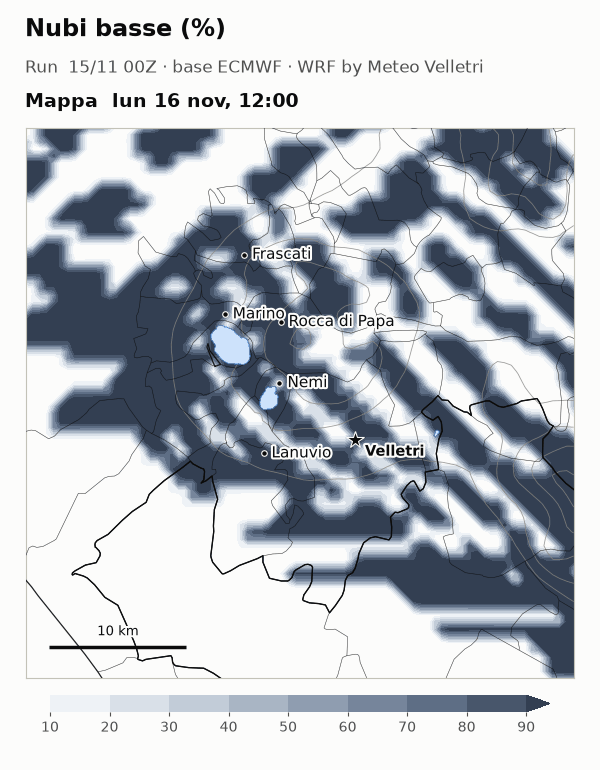 Nubi basse (%)
Run  15/11 00Z · base ECMWF · WRF by Meteo Velletri
Mappa  lun 16 nov, 12:00
Frascati
Marino
Rocca di Papa
Nemi
Velletri
Lanuvio
10 km
10 20 30 40 50 60 70 80 90